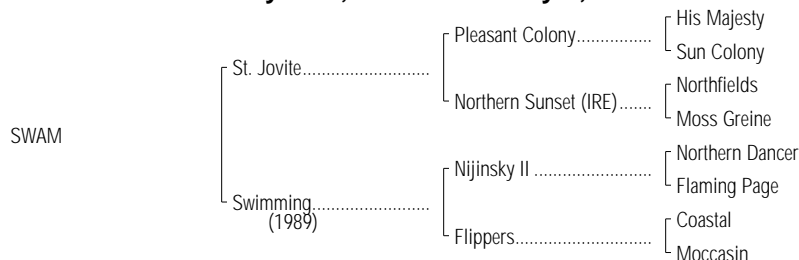 His Majesty
Pleasant Colony................
Sun Colony
St. Jovite...........................
Northfields
Northern Sunset (IRE).......
Moss Greine
SWAM
Northern Dancer
Nijinsky II .........................
Flaming Page
Swimming.........................
(1989)
Coastal
Flippers.............................
Moccasin